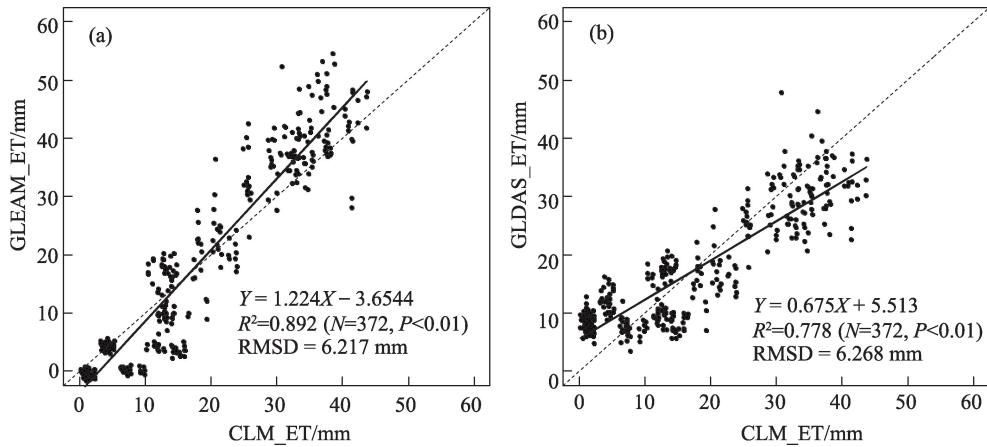 (a)
GLEAM_ET/mm
60
50
40
30
20
10
0
Y = 1.224X − 3.6544
R²=0.892 (N=372, P<0.01)
RMSD = 6.217 mm
0 10 20 30 40 50 60
CLM_ET/mm
(b)
GLDAS_ET/mm
60
50
40
30
20
10
0
Y = 0.675X + 5.513
R²=0.778 (N=372, P<0.01)
RMSD = 6.268 mm
0 10 20 30 40 50 60
CLM_ET/mm